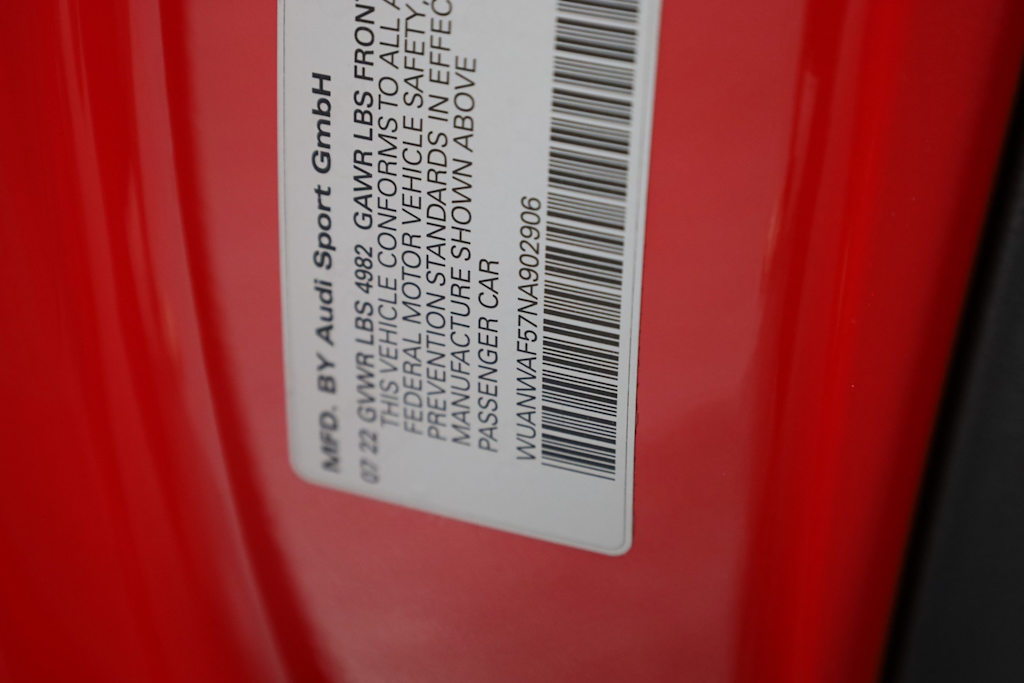 MFD. BY Audi Sport GmbH
07 22 GVWR LBS 4982 GAWR LBS FRONT
THIS VEHICLE CONFORMS TO ALL A
FEDERAL MOTOR VEHICLE SAFETY,
PREVENTION STANDARDS IN EFFEC
MANUFACTURE SHOWN ABOVE
PASSENGER CAR
WUANWAF57NA902906